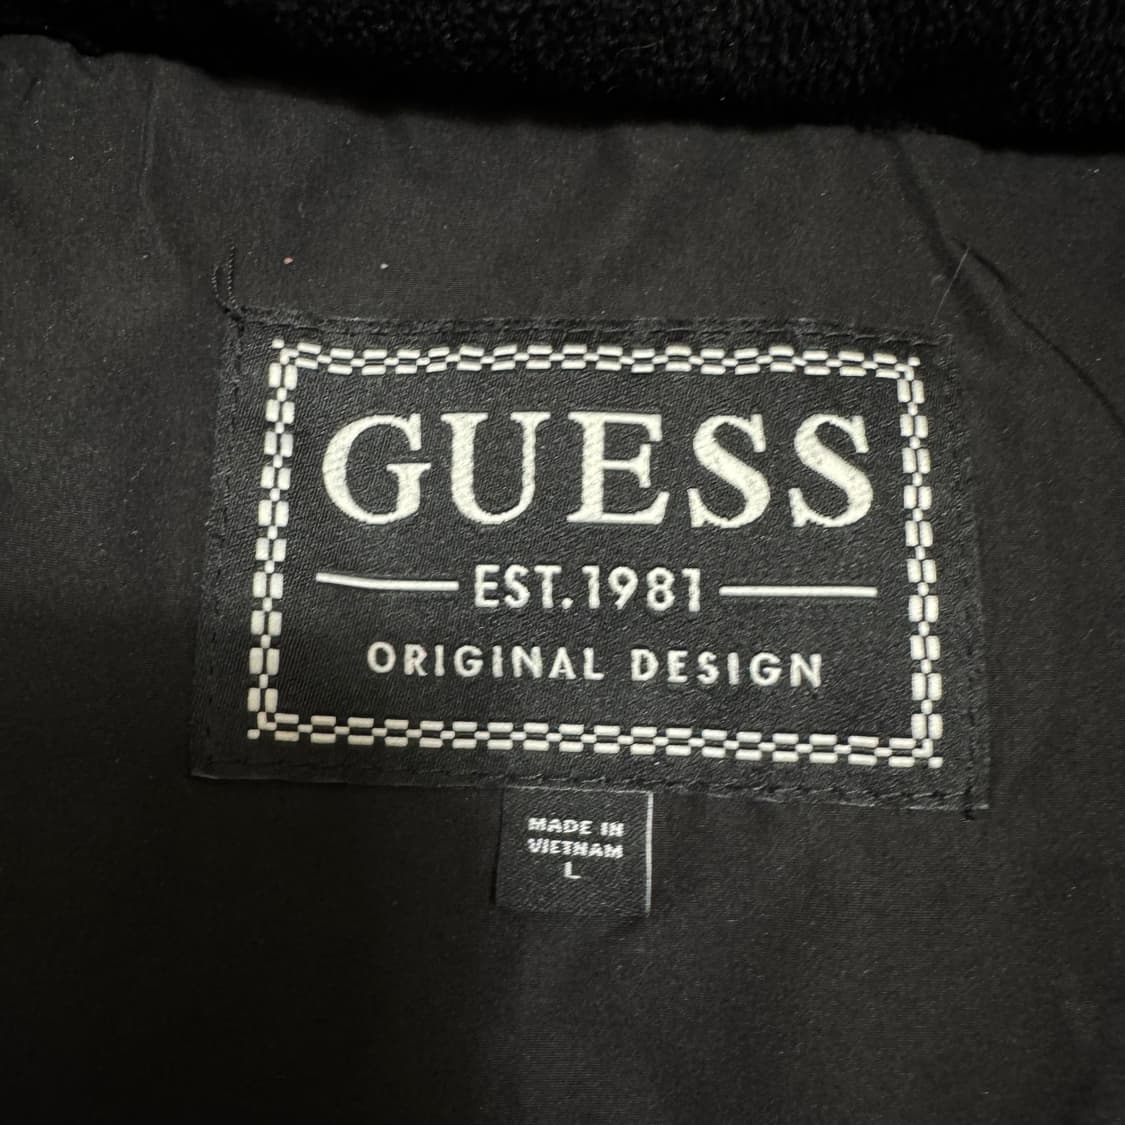 GUESS
EST.1981
ORIGINAL DESIGN
MADE IN
VIETNAM
L